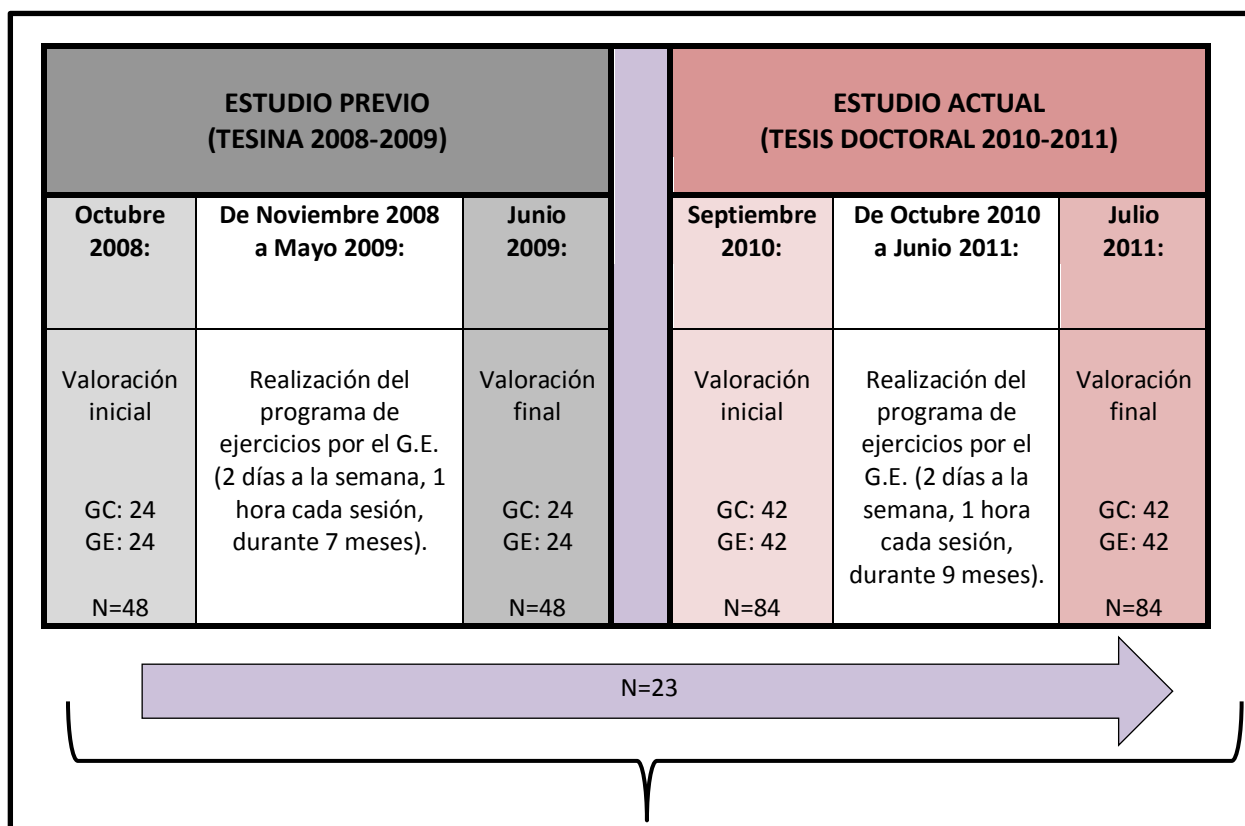 ESTUDIO PREVIO
(TESINA 2008-2009)
ESTUDIO ACTUAL
(TESIS DOCTORAL 2010-2011)
Octubre
2008:
De Noviembre 2008
a Mayo 2009:
Junio
2009:
Septiembre
2010:
De Octubre 2010
a Junio 2011:
Julio
2011:
Valoración
inicial
GC: 24
GE: 24
N=48
Realización del
programa de
ejercicios por el G.E.
(2 días a la semana, 1
hora cada sesión,
durante 7 meses).
Valoración
final
GC: 24
GE: 24
N=48
Valoración
inicial
GC: 42
GE: 42
N=84
Realización del
programa de
ejercicios por el
G.E. (2 días a la
semana, 1 hora
cada sesión,
durante 9 meses).
Valoración
final
GC: 42
GE: 42
N=84
N=23